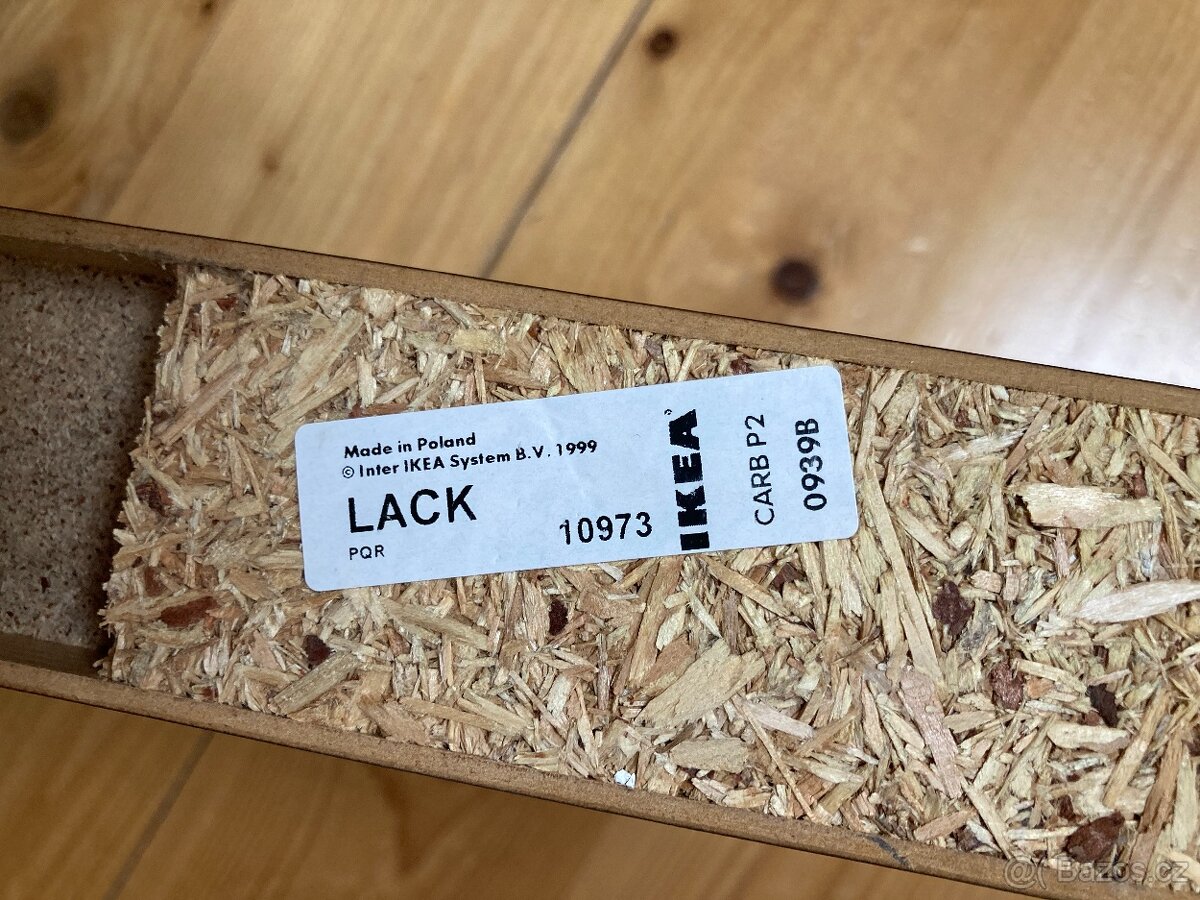 Made in Poland
© Inter IKEA System B.V. 1999
LACK
PQR
10973
IKEA
CARB P2
0939B
@( Bazos.cz